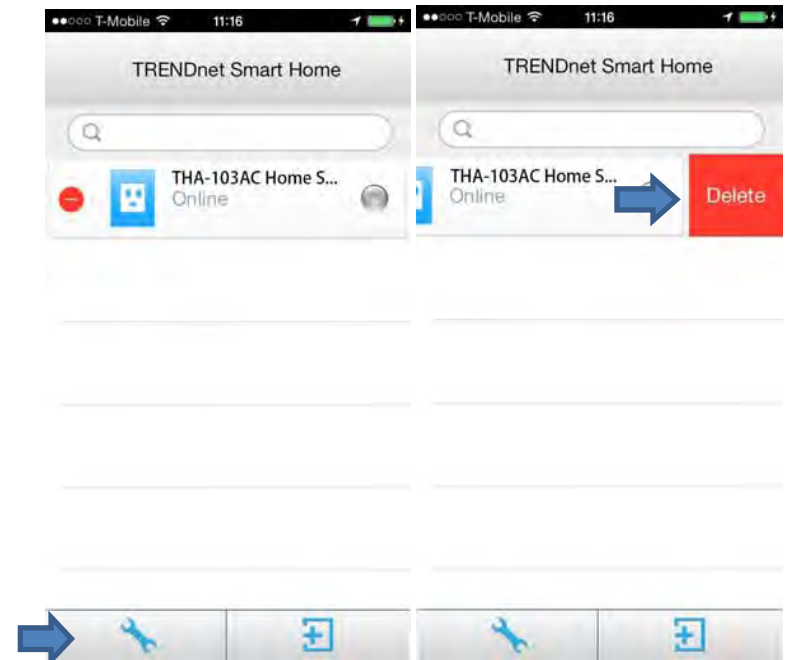 T-Mobile 11:16
TRENDnet Smart Home
THA-103AC Home S...
Online
T-Mobile 11:16
TRENDnet Smart Home
THA-103AC Home S...
Online
Delete